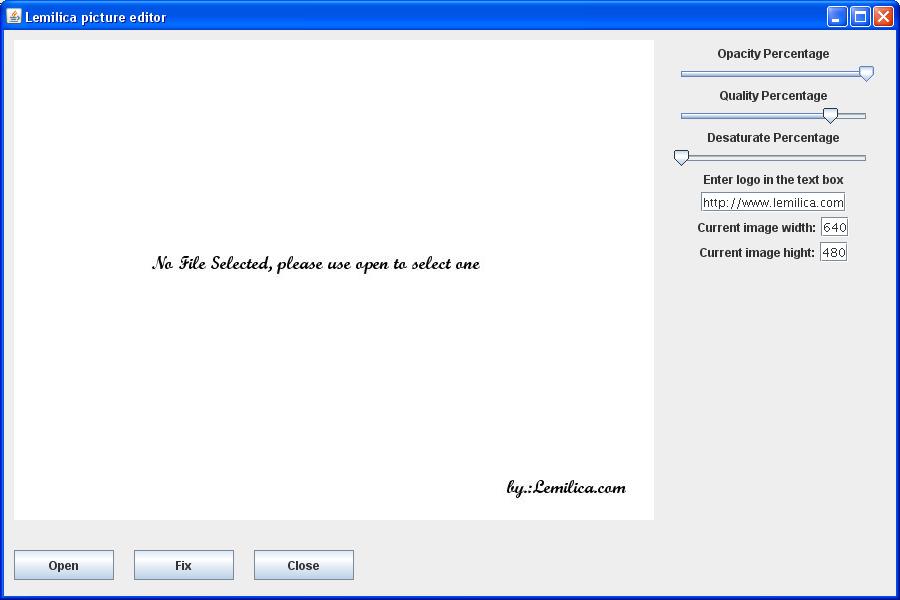 Lemilica picture editor
Opacity Percentage
Quality Percentage
Desaturate Percentage
Enter logo in the text box
http://www.lemilica.com
Current image width: 640
Current image hight: 480
No File Selected, please use open to select one
by.:Lemilica.com
Open Fix Close